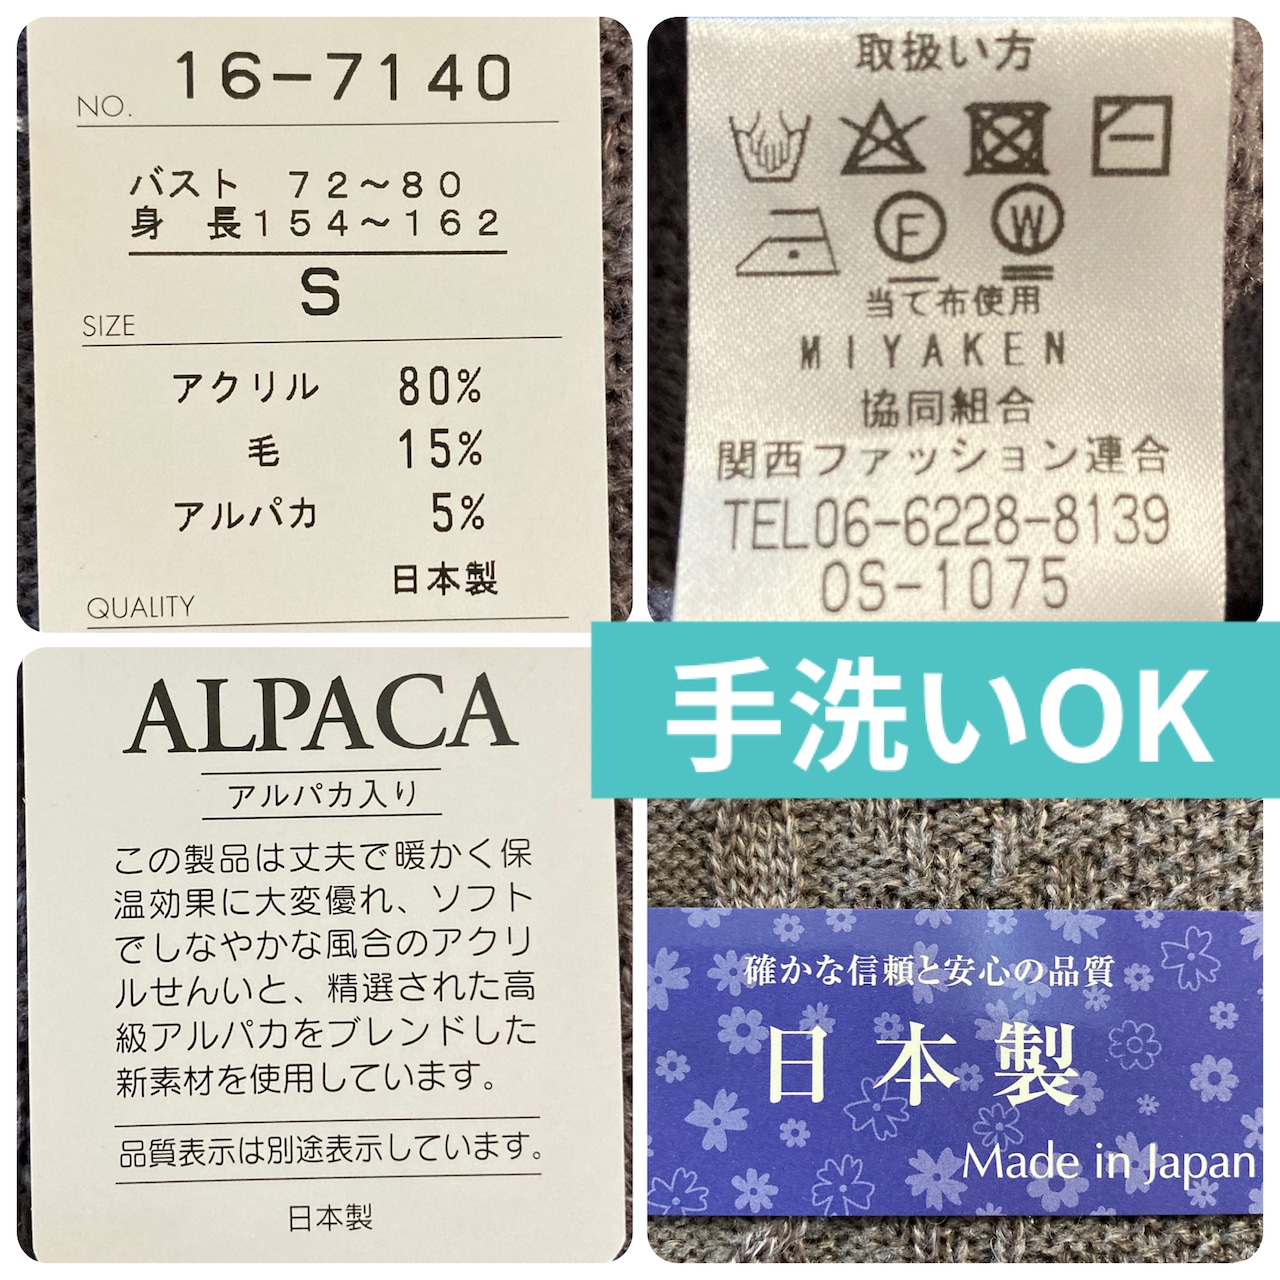 NO. 16-7140
バスト 72～80
身 長154～162
S
SIZE
アクリル 80%
毛 15%
アルパカ 5%
日本製
QUALITY
取扱い方
F W
当て布使用
MIYAKEN
協同組合
関西ファッション連合
TEL06-6228-8139
OS-1075
手洗いOK
ALPACA
アルパカ入り
この製品は丈夫で暖かく保
温効果に大変優れ、ソフト
でしなやかな風合のアクリ
ルせんいと、精選された高
級アルパカをブレンドした
新素材を使用しています。
品質表示は別途表示しています。
日本製
確かな信頼と安心の品質
日本製
Made in Japan